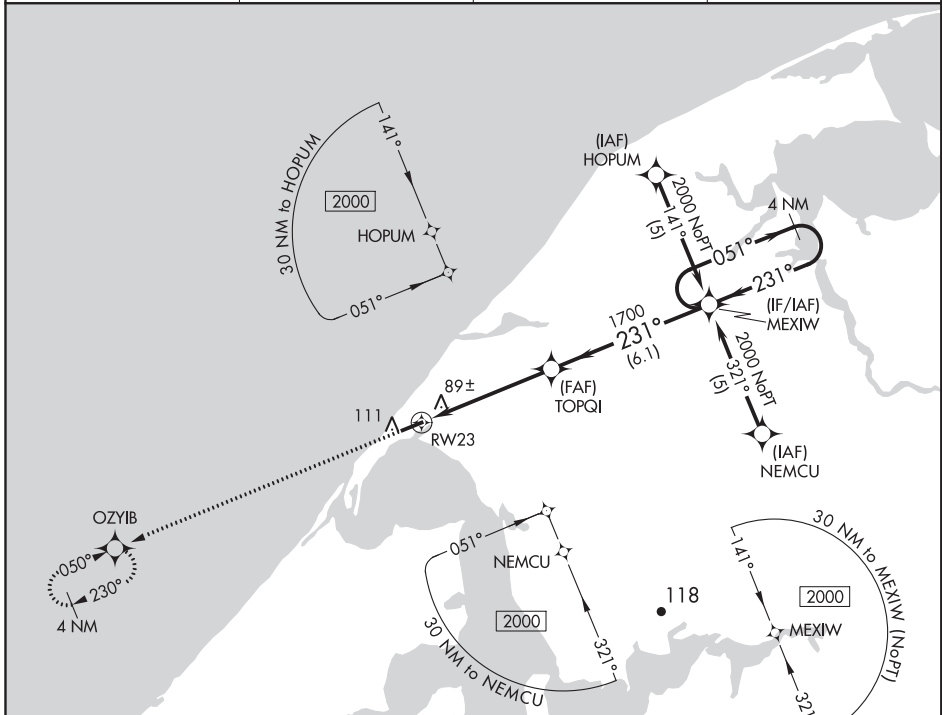 30 NM to HOPUM
141°
2000
HOPUM
051°
(IAF)
HOPUM
2000 NoPT
141°
(5)
4 NM
051°
231°
(IF/IAF)
MEXIW
1700
231°
(6.1)
2000 NoPT
321°
(5)
(FAF)
TOPQI
89±
111
RW23
(IAF)
NEMCU
OZYIB
050°
230°
4 NM
051°
NEMCU
2000
321°
30 NM to NEMCU
118
30 NM to MEXIW (NoPT)
141°
2000
MEXIW
321